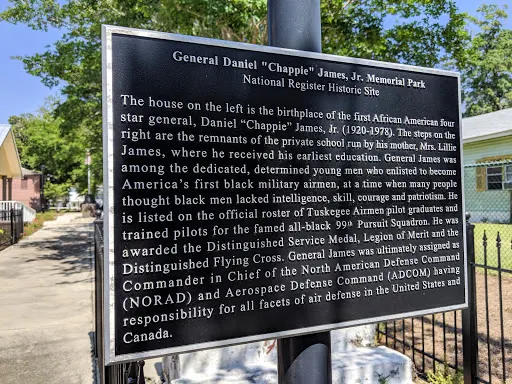 General Daniel "Chappie" James, Jr. Memorial Park
National Register Historic Site
The house on the left is the birthplace of the first African American four
star general, Daniel "Chappie" James, Jr. (1920-1978). The steps on the
right are the remnants of the private school run by his mother, Mrs. Lillie
James, where he received his earliest education. General James was
among the dedicated, determined young men who enlisted to become
America's first black military airmen, at a time when many people
thought black men lacked intelligence, skill, courage and patriotism. He
is listed on the official roster of Tuskegee Airmen pilot graduates and
trained pilots for the famed all-black 99th Pursuit Squadron. He was
awarded the Distinguished Service Medal, Legion of Merit and the
Distinguished Flying Cross. General James was ultimately assigned as
Commander in Chief of the North American Defense Command
(NORAD) and Aerospace Defense Command (ADCOM) having
responsibility for all facets of air defense in the United States and
Canada.